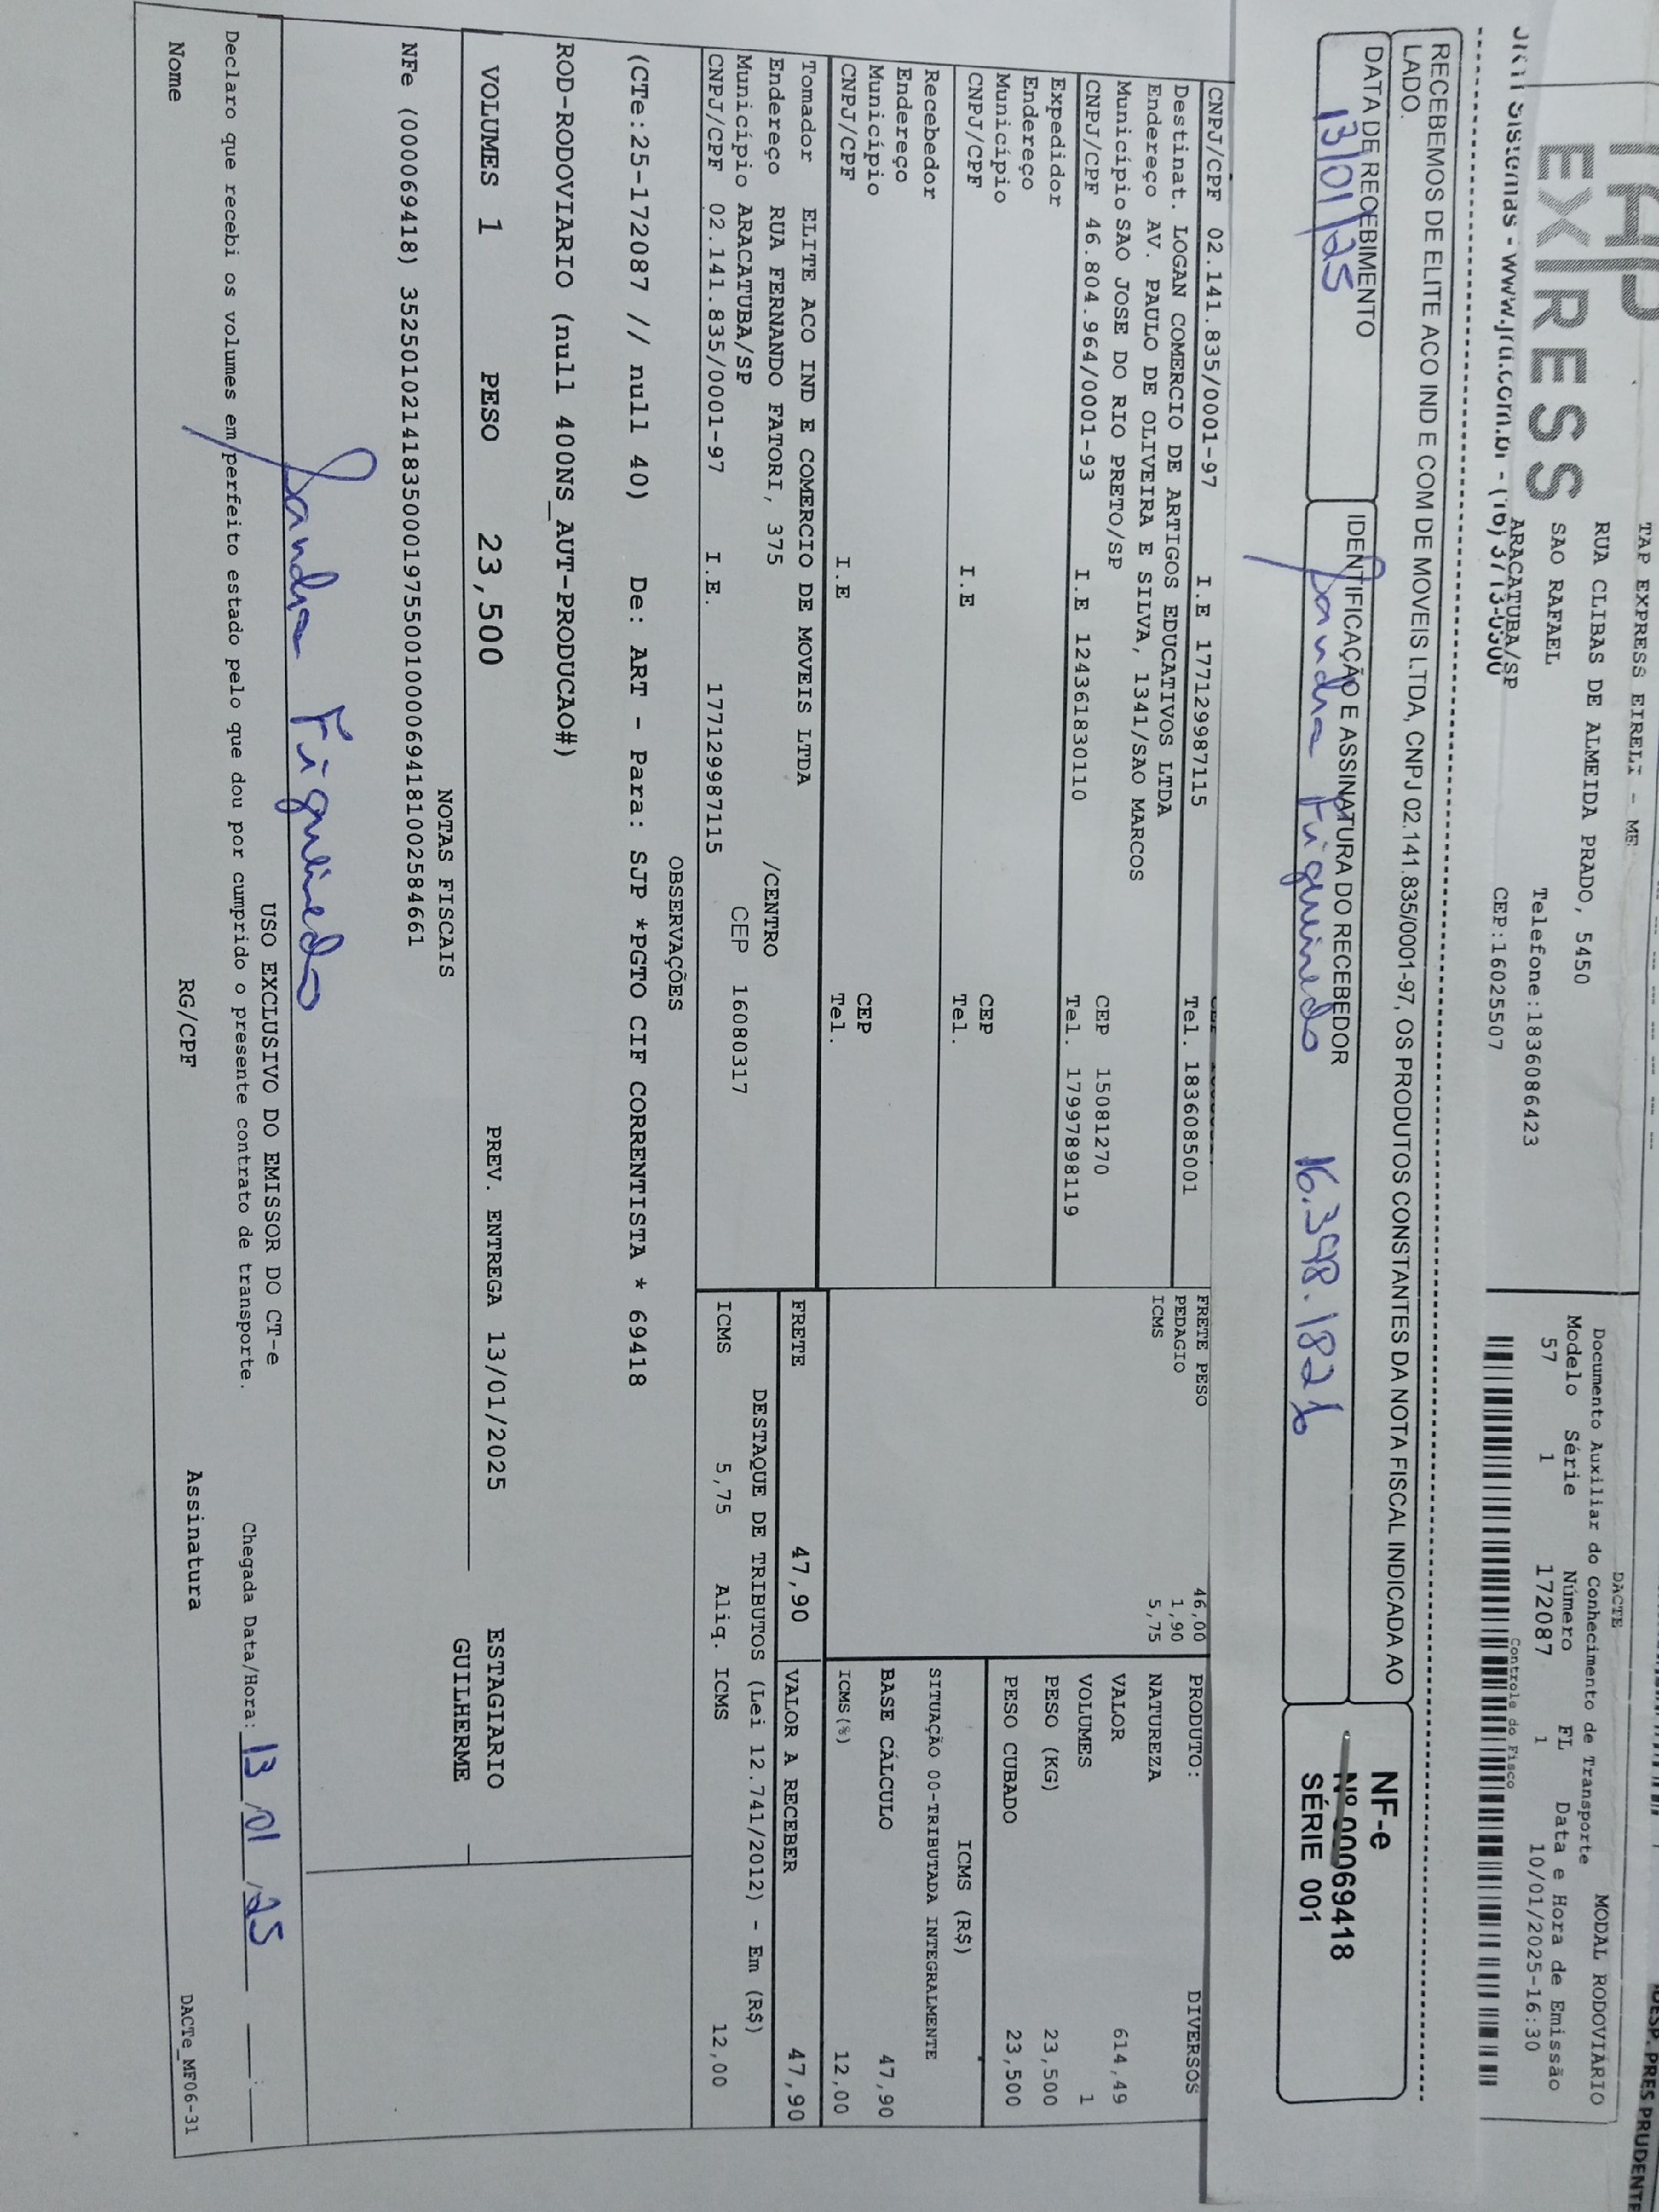 TAP
EXPRESS
TAP EXPRESS EIRELI - ME
RUA CLIBAS DE ALMEIDA PRADO, 5450
SAO RAFAEL
Telefone:1836086423
ARACATUBA/SP
CEP:16025507
DACTE
Documento Auxiliar do Conhecimento de Transporte
MODAL RODOVIÁRIO
Modelo Série Número FL Data e Hora de Emissão
57 1 172087 1 10/01/2025-16:30
Controle do Fisco
PRES PRUDENTE
RECEBEMOS DE ELITE ACO IND E COM DE MOVEIS LTDA, CNPJ 02.141.835/0001-97, OS PRODUTOS CONSTANTES DA NOTA FISCAL INDICADA AO
LADO.
DATA DE RECEBIMENTO
13/01/25
IDENTIFICAÇÃO E ASSINATURA DO RECEBEDOR
Sandra Figueiredo
NF-e
Nº 000069418
SÉRIE 001
CNPJ/CPF 02.141.835/0001-97 I.E 177129987115 Tel. 1836085001
Destinat. LOGAN COMERCIO DE ARTIGOS EDUCATIVOS LTDA
Endereço AV. PAULO DE OLIVEIRA E SILVA, 1341/SAO MARCOS
Município SAO JOSE DO RIO PRETO/SP CEP 15081270
CNPJ/CPF 46.804.964/0001-93 I.E 124361830110 Tel. 17997898119
Expedidor
Endereço
Município CEP
CNPJ/CPF I.E Tel.
Recebedor
Endereço
Município CEP
CNPJ/CPF I.E Tel.
Tomador ELITE ACO IND E COMERCIO DE MOVEIS LTDA
Endereço RUA FERNANDO FATORI, 375 /CENTRO
Município ARACATUBA/SP CEP 16080317
CNPJ/CPF 02.141.835/0001-97 I.E. 177129987115
FRETE PESO 46,00
PEDAGIO 1,90
ICMS 5,75
PRODUTO: DIVERSOS
NATUREZA
VALOR 614,49
VOLUMES 1
PESO (KG) 23,500
PESO CUBADO 23,500
ICMS (R$)
SITUAÇÃO 00-TRIBUTADA INTEGRALMENTE
BASE CÁLCULO 47,90
ICMS(%) 12,00
FRETE 47,90 VALOR A RECEBER 47,90
DESTAQUE DE TRIBUTOS (Lei 12.741/2012) - Em (R$)
ICMS 5,75 Aliq. ICMS 12,00
OBSERVAÇÕES
(CTe:25-172087 // null 40) De: ART - Para: SJP *PGTO CIF CORRENTISTA * 69418
ROD-RODOVIARIO (null 400NS_AUT-PRODUCAO#)
VOLUMES 1 PESO 23,500 PREV. ENTREGA 13/01/2025 ESTAGIARIO
GUILHERME
NOTAS FISCAIS
NFe (000069418) 35250102141835000197550010000694181002584661
Sandra Figueiredo
USO EXCLUSIVO DO EMISSOR DO CT-e
Declaro que recebi os volumes em perfeito estado pelo que dou por cumprido o presente contrato de transporte.
Chegada Data/Hora: 13/01/25
Nome RG/CPF Assinatura
DACTe_MF06-31